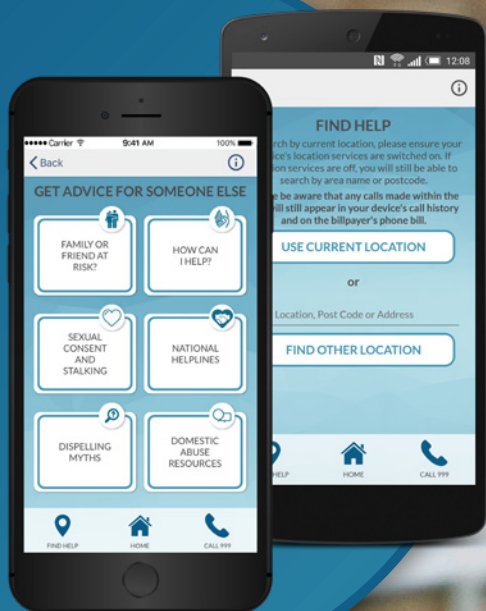 Carrier
9:41 AM
100%
Back
GET ADVICE FOR SOMEONE ELSE
FAMILY OR
FRIEND AT
RISK?
HOW CAN
I HELP?
SEXUAL
CONSENT
AND
STALKING
NATIONAL
HELPLINES
DISPELLING
MYTHS
DOMESTIC
ABUSE
RESOURCES
FIND HELP
HOME
CALL 999
12:08
FIND HELP
by current location, please ensure your
location services are switched on. If
services are off, you will still be able to
search by area name or postcode.
be aware that any calls made within the
will still appear in your device's call history
and on the billpayer's phone bill.
USE CURRENT LOCATION
or
Location, Post Code or Address
FIND OTHER LOCATION
HELP
HOME
CALL 999